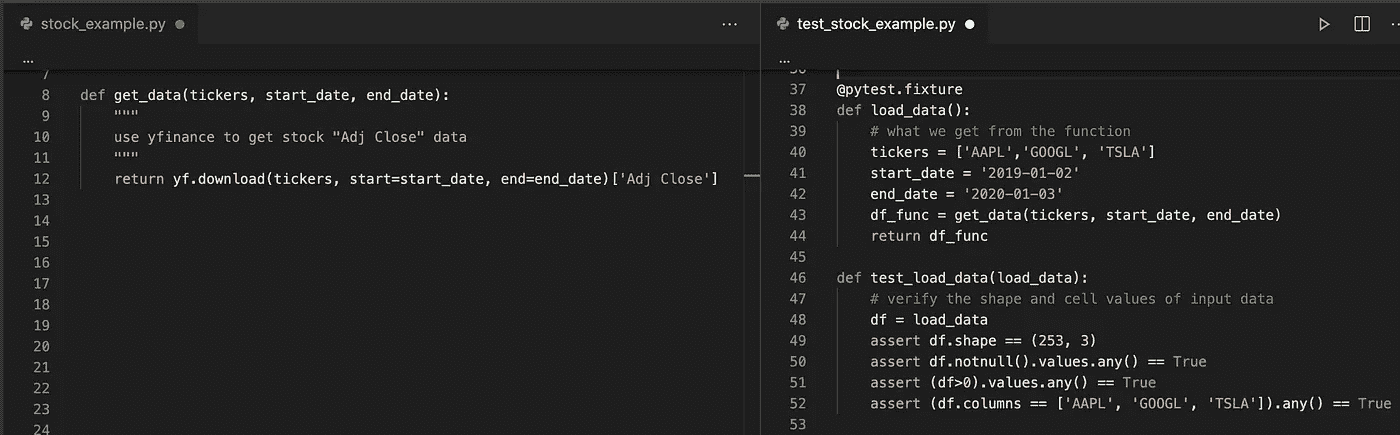 stock_example.py
...
...
7
8 def get_data(tickers, start_date, end_date):
9     """
10     use yfinance to get stock "Adj Close" data
11     """
12     return yf.download(tickers, start=start_date, end=end_date)['Adj Close']
13
14
15
16
17
18
19
20
21
22
23
24
test_stock_example.py
...
36
37 @pytest.fixture
38 def load_data():
39     # what we get from the function
40     tickers = ['AAPL','GOOGL', 'TSLA']
41     start_date = '2019-01-02'
42     end_date = '2020-01-03'
43     df_func = get_data(tickers, start_date, end_date)
44     return df_func
45
46 def test_load_data(load_data):
47     # verify the shape and cell values of input data
48     df = load_data
49     assert df.shape == (253, 3)
50     assert df.notnull().values.any() == True
51     assert (df>0).values.any() == True
52     assert (df.columns == ['AAPL', 'GOOGL', 'TSLA']).any() == True
53